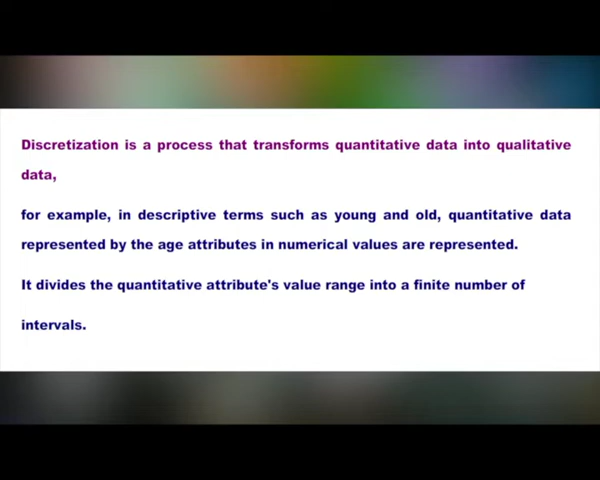 Discretization is a process that transforms quantitative data into qualitative
data,
for example, in descriptive terms such as young and old, quantitative data
represented by the age attributes in numerical values are represented.
It divides the quantitative attribute's value range into a finite number of
intervals.